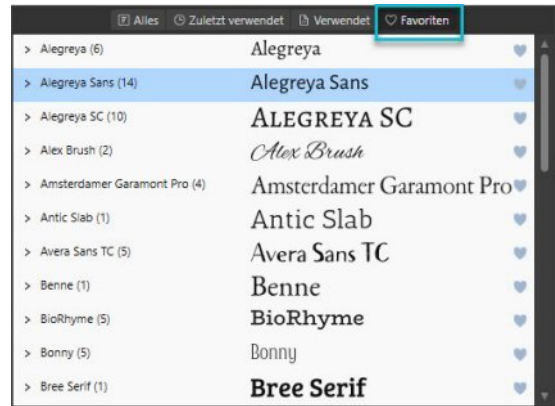 Alles Zuletzt verwendet Verwendet Favoriten
Alegreya (6) Alegreya
Alegreya Sans (14) Alegreya Sans
Alegreya SC (10) ALEGREYA SC
Alex Brush (2) Alex Brush
Amsterdamer Garamont Pro (4) Amsterdamer Garamont Pro
Antic Slab (1) Antic Slab
Avera Sans TC (5) Avera Sans TC
Benne (1) Benne
BioRhyme (5) BioRhyme
Bonny (5) Bonny
Bree Serif (1) Bree Serif